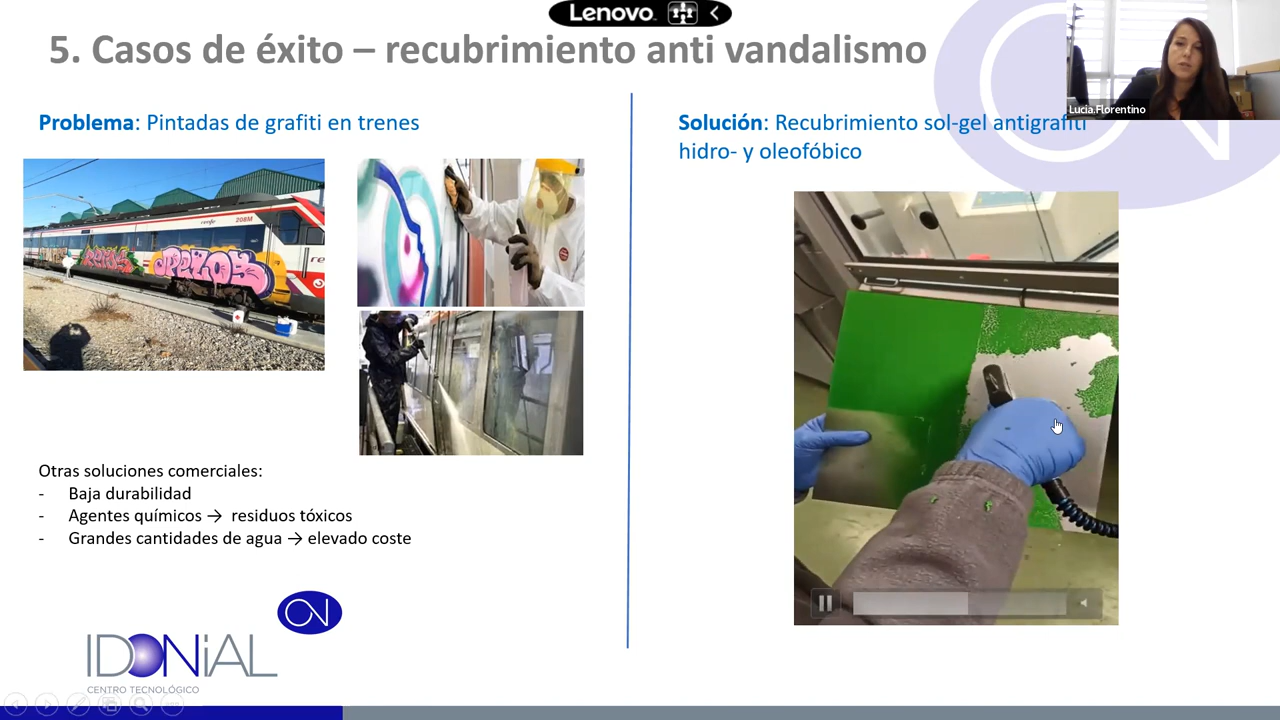 Lenovo
5. Casos de éxito – recubrimiento anti vandalismo
Lucía.Florentino
Problema: Pintadas de grafiti en trenes
Solución: Recubrimiento sol-gel antigrafiti
hidro- y oleofóbico
renfe
Otras soluciones comerciales:
- Baja durabilidad
- Agentes químicos → residuos tóxicos
- Grandes cantidades de agua → elevado coste
IDONiAL
CENTRO TECNOLÓGICO